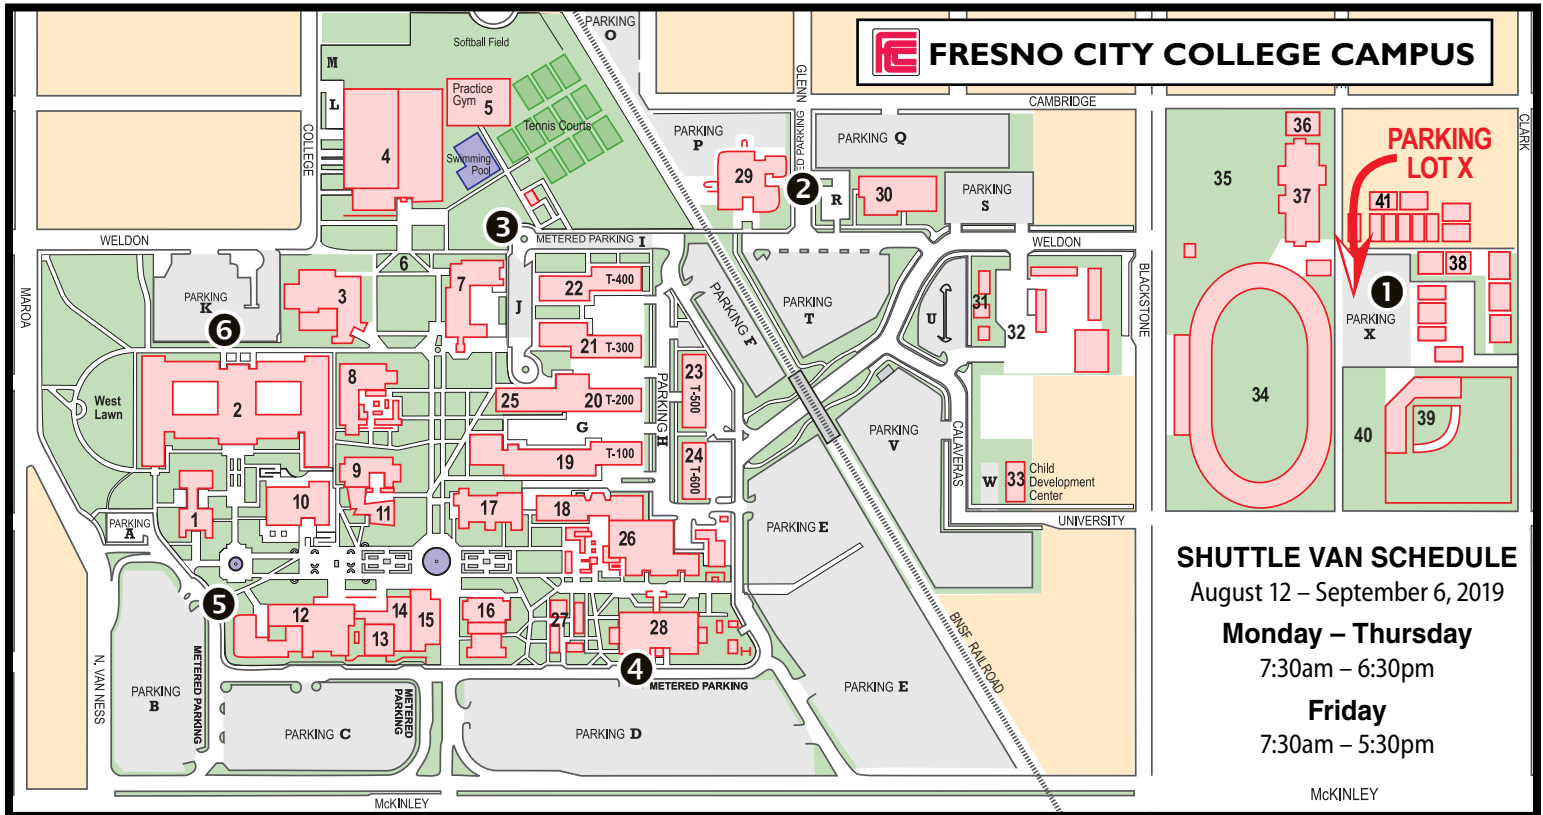 FCC FRESNO CITY COLLEGE CAMPUS
PARKING
O
Softball Field
M
L
COLLEGE
Practice
Gym
5
4
Swimming
Pool
Tennis Courts
GLENN
CAMBRIDGE
PARKING
P
PARKING Q
29
2
R
30
PARKING
S
36
35
37
PARKING
LOT X
41
CLARK
3
METERED PARKING I
WELDON
WELDON
MAROA
PARKING
K
6
3
6
7
J
22 T-400
21 T-300
PARKING F
PARKING
T
U
31
32
BLACKSTONE
38
1
PARKING
X
West
Lawn
2
8
25
20 T-200
G
19 T-100
PARKING H
23
T-500
24
T-600
PARKING
V
CALAVERAS
34
40
39
W
33
Child
Development
Center
UNIVERSITY
9
10
11
1
PARKING
A
17
18
26
PARKING E
5
12
14
15
13
16
27
28
4
METERED PARKING
METERED PARKING
METERED
PARKING
PARKING
B
PARKING C
PARKING D
PARKING E
BNSF RAILROAD
N. VAN NESS
McKINLEY
SHUTTLE VAN SCHEDULE
August 12 – September 6, 2019
Monday – Thursday
7:30am – 6:30pm
Friday
7:30am – 5:30pm
McKINLEY